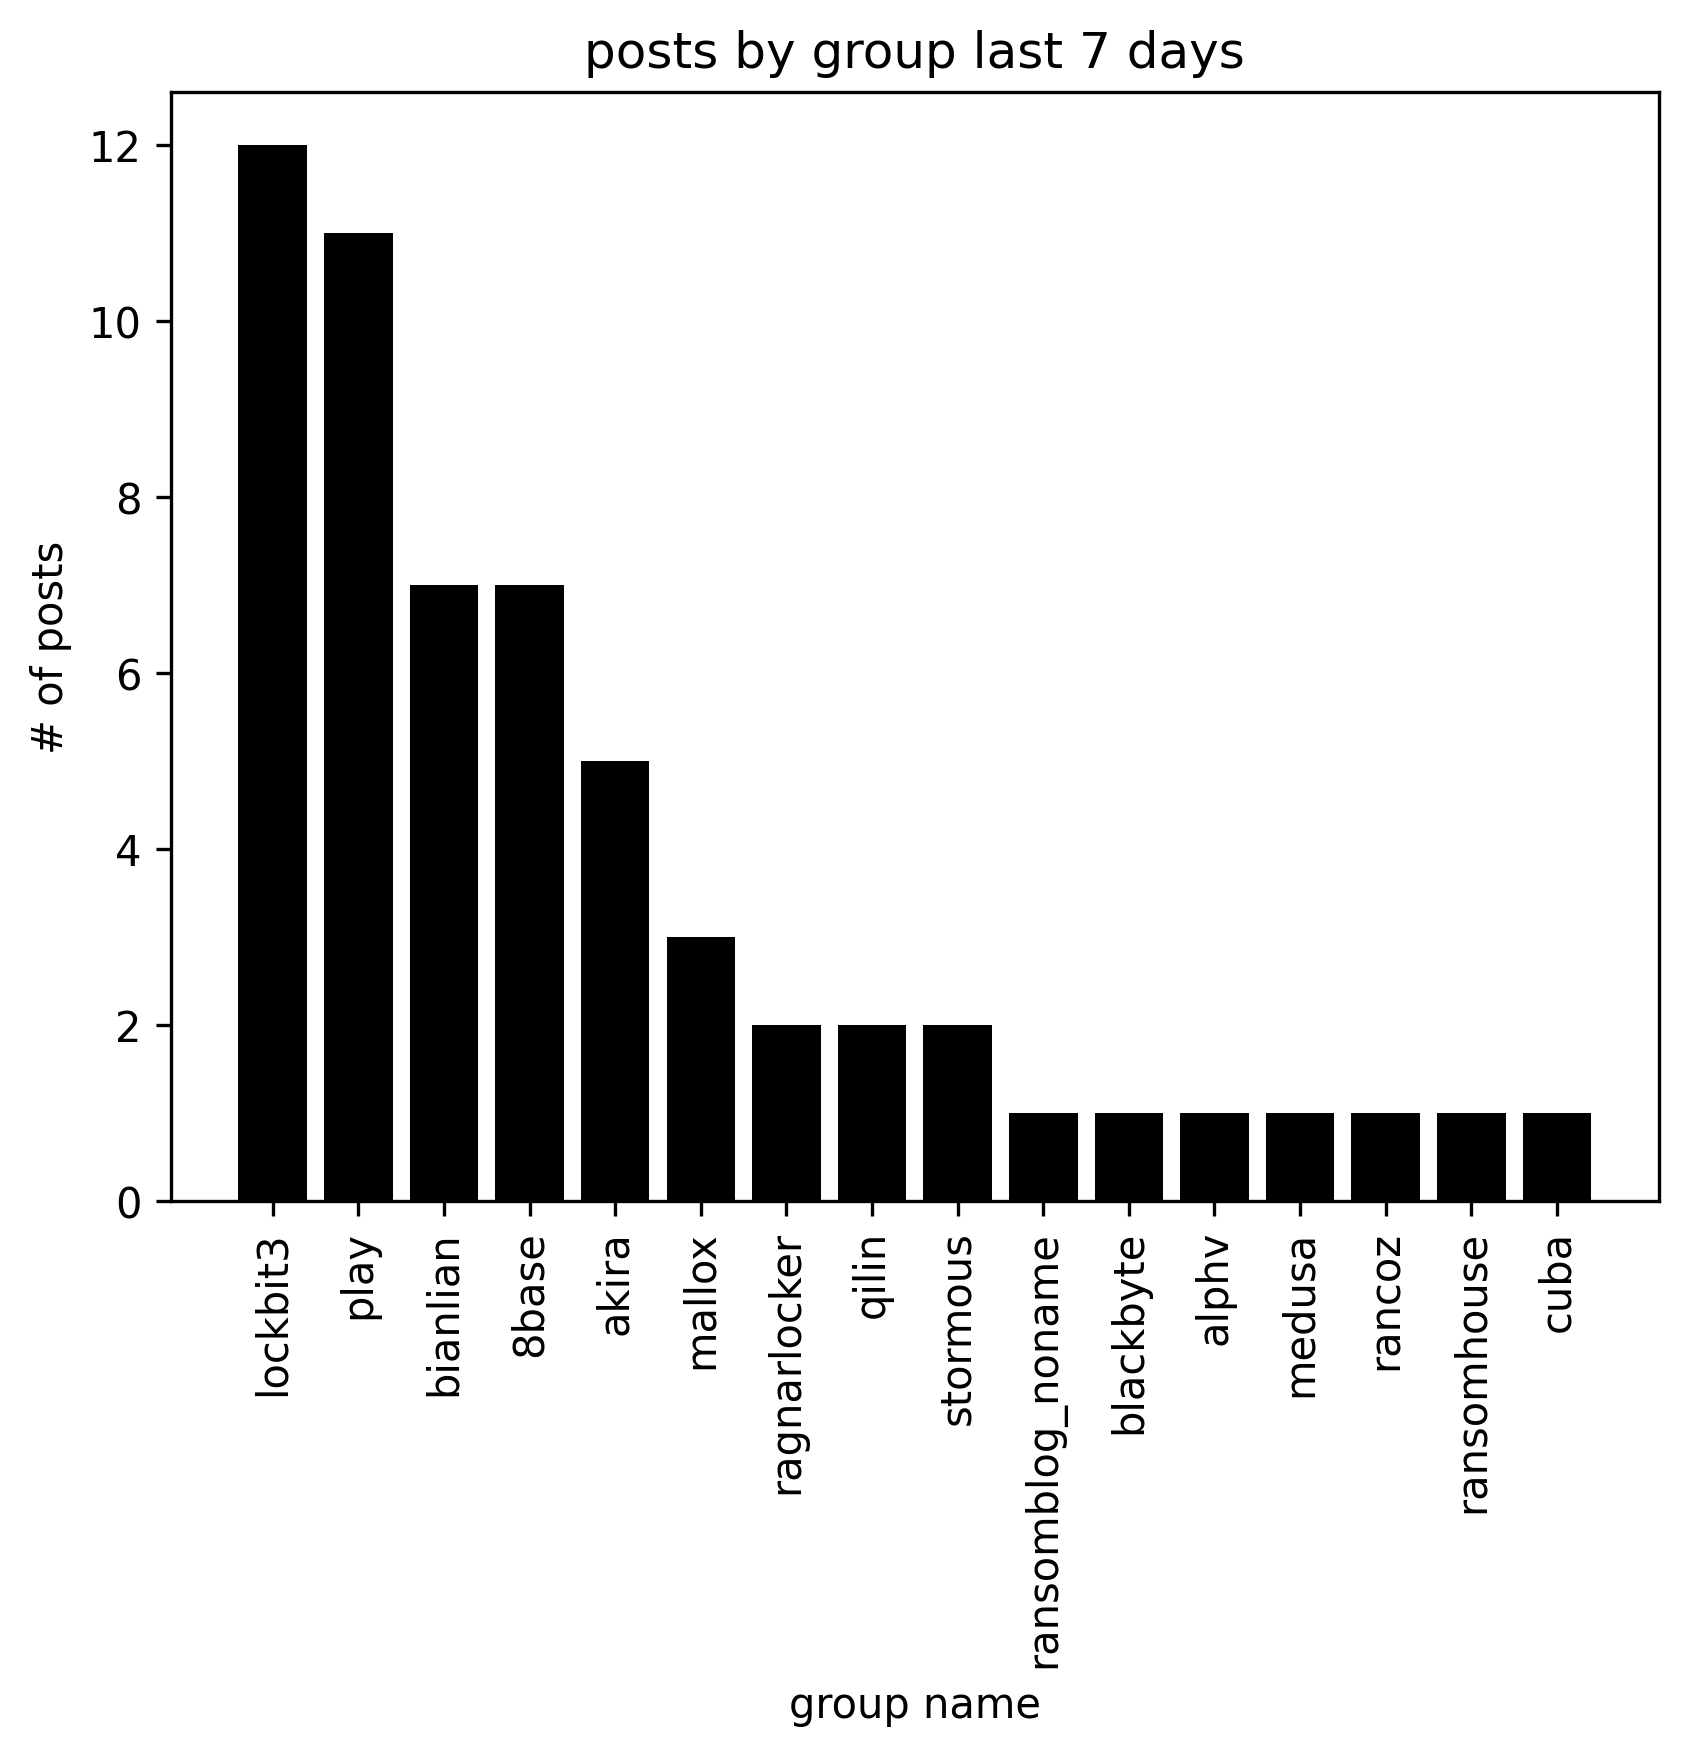 posts by group last 7 days
# of posts
12
10
8
6
4
2
0
lockbit3
play
bianlian
8base
akira
mallox
ragnarlocker
qilin
stormous
ransomblog_noname
blackbyte
alphv
medusa
rancoz
ransomhouse
cuba
group name